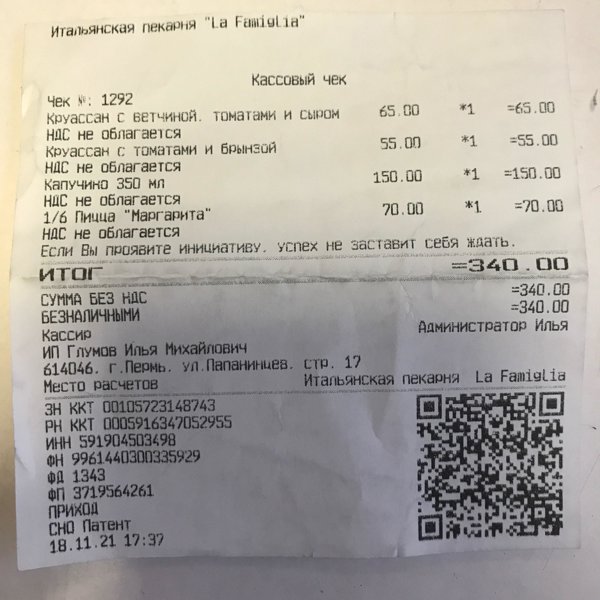 Итальянская пекарня "La Famiglia"
Кассовый чек
Чек №: 1292
Круассан с ветчиной. томатами и сыром 65.00 *1 =65.00
НДС не облагается
Круассан с томатами и брынзой 55.00 *1 =55.00
НДС не облагается
Капучино 350 мл 150.00 *1 =150.00
НДС не облагается
1/6 Пицца "Маргарита" 70.00 *1 =70.00
НДС не облагается
Если Вы проявите инициативу. успех не заставит себя ждать.
ИТОГ =340.00
СУММА БЕЗ НДС =340.00
БЕЗНАЛИЧНЫМИ =340.00
Кассир Администратор Илья
ИП Глумов Илья Михайлович
614046. г.Пермь. ул.Папанинцев. стр. 17
Место расчетов Итальянская пекарня La Famiglia
ЗН ККТ 00105723148743
РН ККТ 0005916347052955
ИНН 591904503498
ФН 9961440300335929
ФД 1343
ФП 3719564261
ПРИХОД
СНО Патент
18.11.21 17:37